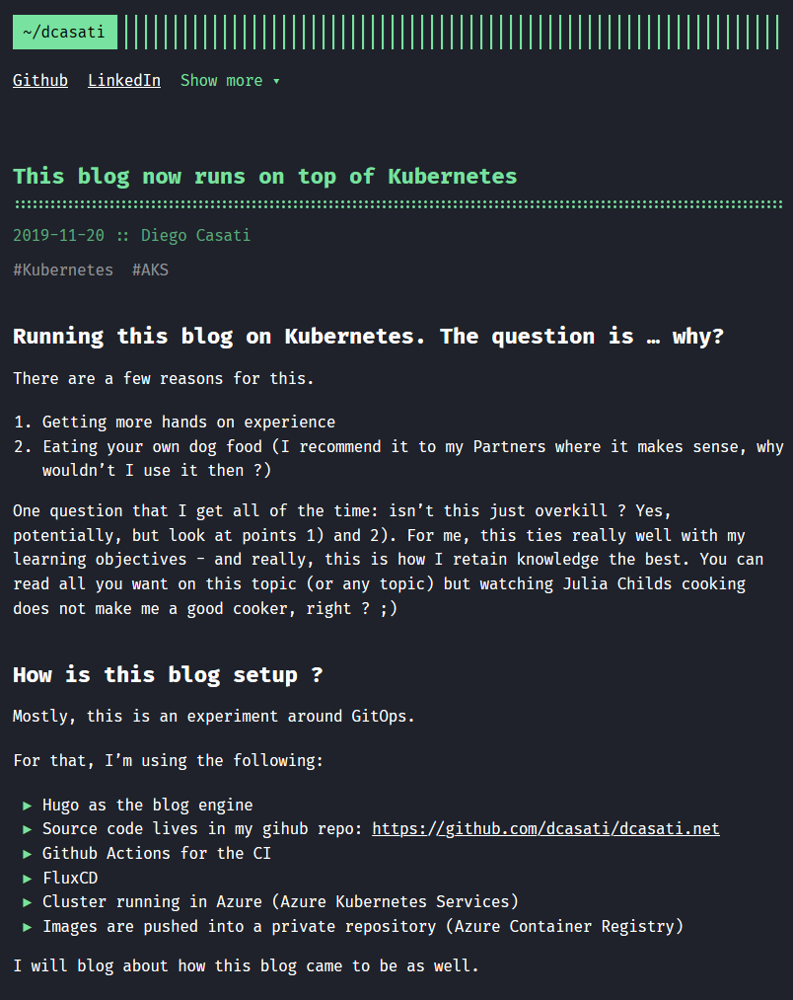 ~/dcasati
Github LinkedIn Show more ▾
This blog now runs on top of Kubernetes
2019-11-20 :: Diego Casati
#Kubernetes #AKS
Running this blog on Kubernetes. The question is … why?
There are a few reasons for this.
1. Getting more hands on experience
2. Eating your own dog food (I recommend it to my Partners where it makes sense, why
wouldn’t I use it then ?)
One question that I get all of the time: isn’t this just overkill ? Yes,
potentially, but look at points 1) and 2). For me, this ties really well with my
learning objectives - and really, this is how I retain knowledge the best. You can
read all you want on this topic (or any topic) but watching Julia Childs cooking
does not make me a good cooker, right ? ;)
How is this blog setup ?
Mostly, this is an experiment around GitOps.
For that, I’m using the following:
▶ Hugo as the blog engine
▶ Source code lives in my gihub repo: https://github.com/dcasati/dcasati.net
▶ Github Actions for the CI
▶ FluxCD
▶ Cluster running in Azure (Azure Kubernetes Services)
▶ Images are pushed into a private repository (Azure Container Registry)
I will blog about how this blog came to be as well.